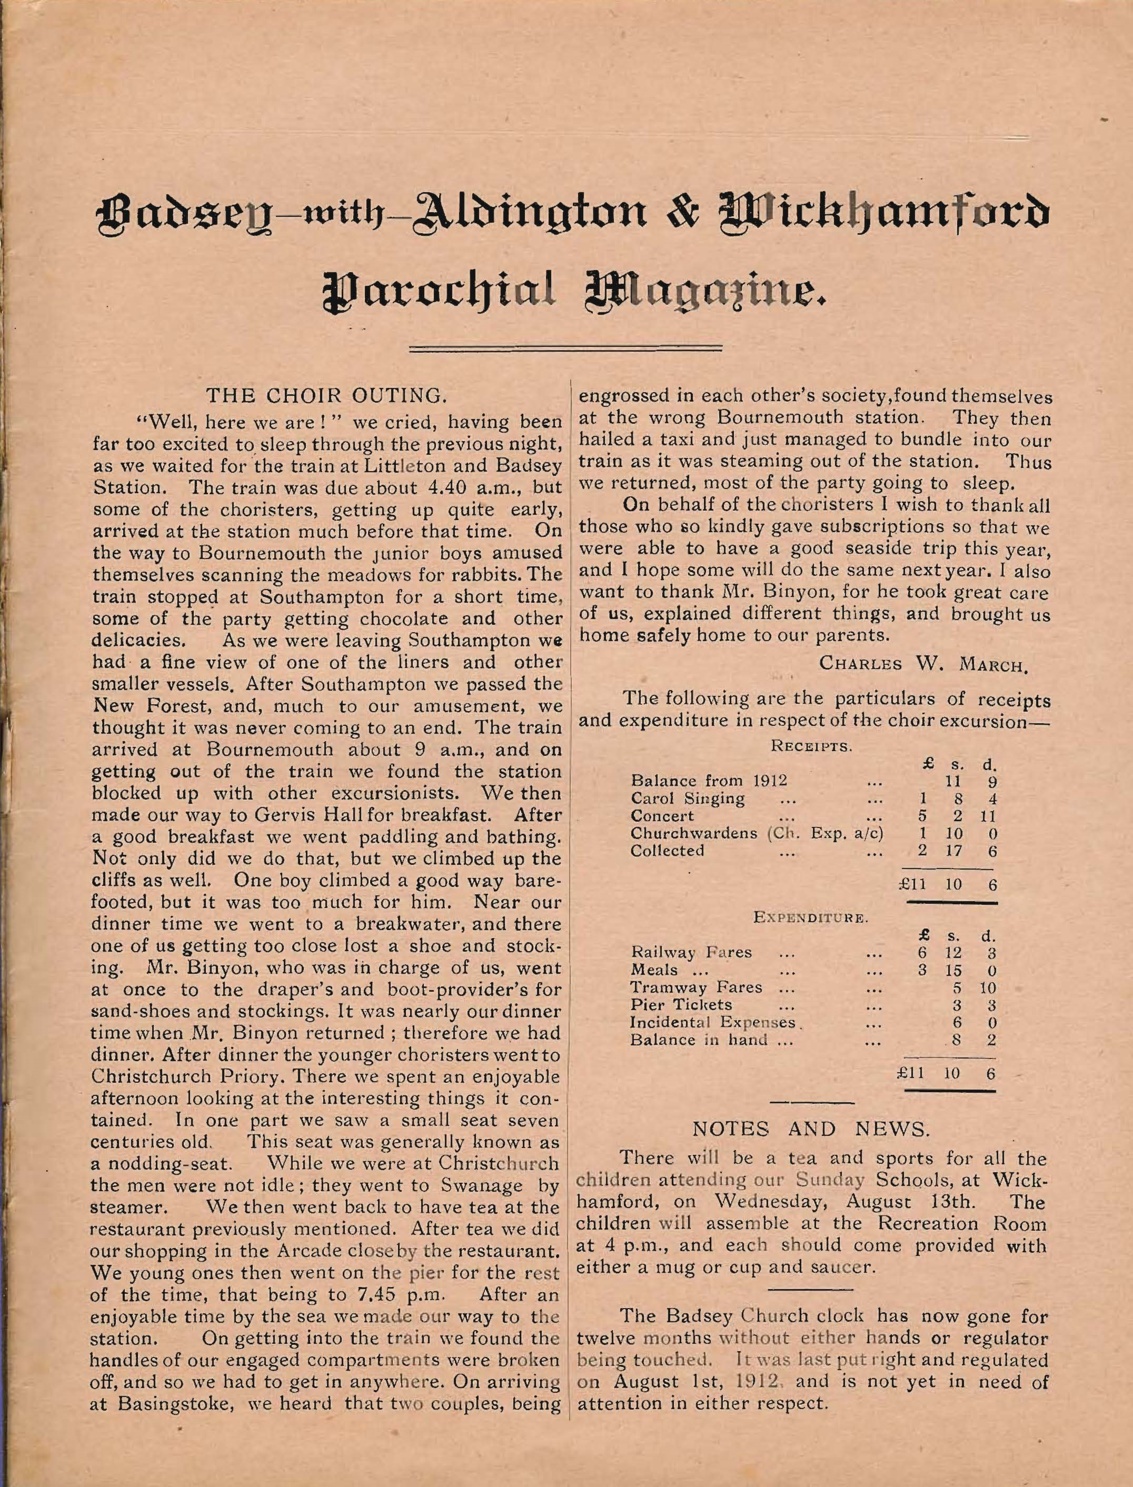 Badsey-with-Aldington & Wickhamford
Parochial Magazine.
THE CHOIR OUTING.
"Well, here we are ! " we cried, having been
far too excited to sleep through the previous night,
as we waited for the train at Littleton and Badsey
Station. The train was due about 4.40 a.m., but
some of the choristers, getting up quite early,
arrived at the station much before that time. On
the way to Bournemouth the junior boys amused
themselves scanning the meadows for rabbits. The
train stopped at Southampton for a short time,
some of the party getting chocolate and other
delicacies. As we were leaving Southampton we
had a fine view of one of the liners and other
smaller vessels. After Southampton we passed the
New Forest, and, much to our amusement, we
thought it was never coming to an end. The train
arrived at Bournemouth about 9 a.m., and on
getting out of the train we found the station
blocked up with other excursionists. We then
made our way to Gervis Hall for breakfast. After
a good breakfast we went paddling and bathing.
Not only did we do that, but we climbed up the
cliffs as well. One boy climbed a good way bare-
footed, but it was too much for him. Near our
dinner time we went to a breakwater, and there
one of us getting too close lost a shoe and stock-
ing. Mr. Binyon, who was in charge of us, went
at once to the draper's and boot-provider's for
sand-shoes and stockings. It was nearly our dinner
time when Mr. Binyon returned ; therefore we had
dinner. After dinner the younger choristers went to
Christchurch Priory. There we spent an enjoyable
afternoon looking at the interesting things it con-
tained. In one part we saw a small seat seven
centuries old. This seat was generally known as
a nodding-seat. While we were at Christchurch
the men were not idle ; they went to Swanage by
steamer. We then went back to have tea at the
restaurant previously mentioned. After tea we did
our shopping in the Arcade close by the restaurant.
We young ones then went on the pier for the rest
of the time, that being to 7.45 p.m. After an
enjoyable time by the sea we made our way to the
station. On getting into the train we found the
handles of our engaged compartments were broken
off, and so we had to get in anywhere. On arriving
at Basingstoke, we heard that two couples, being
engrossed in each other's society, found themselves
at the wrong Bournemouth station. They then
hailed a taxi and just managed to bundle into our
train as it was steaming out of the station. Thus
we returned, most of the party going to sleep.
On behalf of the choristers I wish to thank all
those who so kindly gave subscriptions so that we
were able to have a good seaside trip this year,
and I hope some will do the same next year. I also
want to thank Mr. Binyon, for he took great care
of us, explained different things, and brought us
home safely home to our parents.
CHARLES W. MARCH.
The following are the particulars of receipts
and expenditure in respect of the choir excursion—
RECEIPTS.
£ s. d.
Balance from 1912 ... 11 9
Carol Singing ... ... 1 8 4
Concert ... ... 5 2 11
Churchwardens (Ch. Exp. a/c) 1 10 0
Collected ... ... 2 17 6
£11 10 6
EXPENDITURE.
£ s. d.
Railway Fares ... ... 6 12 3
Meals ... ... ... 3 15 0
Tramway Fares ... ... 5 10
Pier Tickets ... ... 3 3
Incidental Expenses. ... 6 0
Balance in hand ... ... 8 2
£11 10 6
NOTES AND NEWS.
There will be a tea and sports for all the
children attending our Sunday Schools, at Wick-
hamford, on Wednesday, August 13th. The
children will assemble at the Recreation Room
at 4 p.m., and each should come provided with
either a mug or cup and saucer.
The Badsey Church clock has now gone for
twelve months without either hands or regulator
being touched. It was last put right and regulated
on August 1st, 1912, and is not yet in need of
attention in either respect.